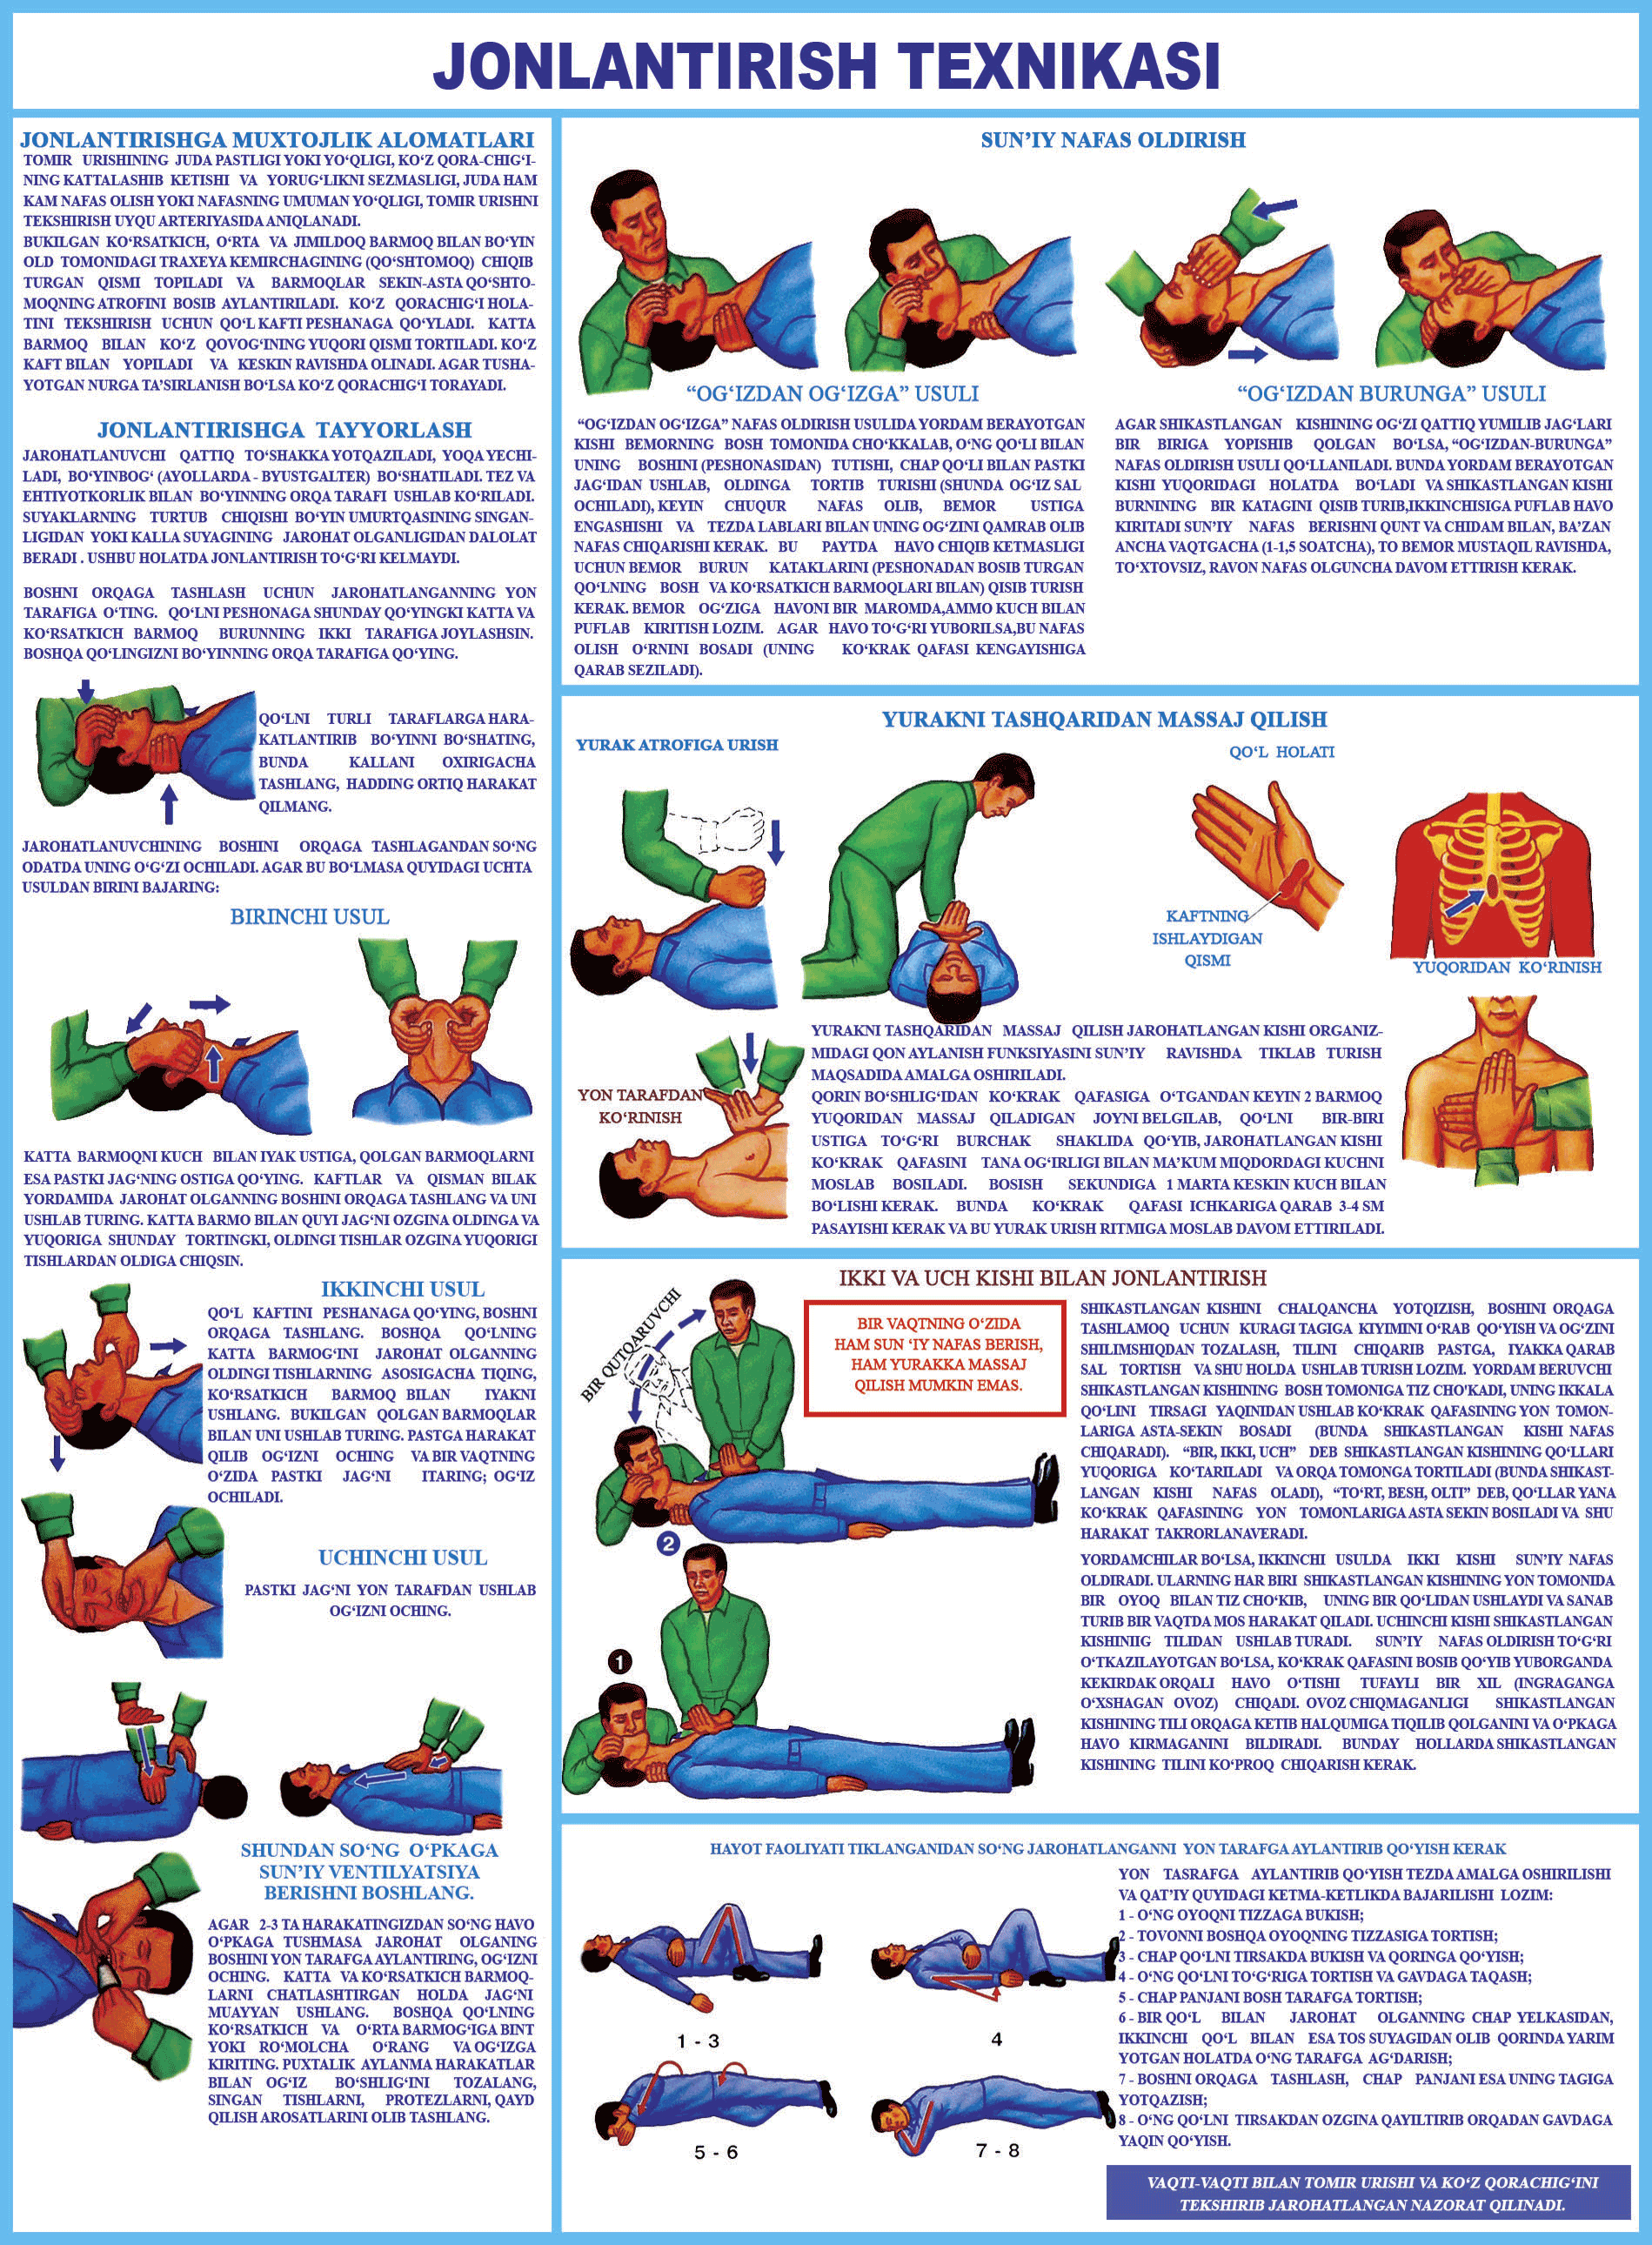 JONLANTIRISH TEXNIKASI
JONLANTIRISHGA MUXTOJLIK ALOMATLARI
TOMIR URISHINING JUDA PASTLIGI YOKI YO‘QLIGI, KO‘Z QORA-CHIG‘I-
NING KATTALASHIB KETISHI VA YORUG‘LIKNI SEZMASLIGI, JUDA HAM
KAM NAFAS OLISH YOKI NAFASNING UMUMAN YO‘QLIGI, TOMIR URISHNI
TEKSHIRISH UYQU ARTERIYASIDA ANIQLANADI.
BUKILGAN KO‘RSATKICH, O‘RTA VA JIMILDOQ BARMOQ BILAN BO‘YIN
OLD TOMONIDAGI TRAXEYA KEMIRCHAGINING (QO‘SHTOMOQ) CHIQIB
TURGAN QISMI TOPILADI VA BARMOQLAR SEKIN-ASTA QO‘SHTO-
MOQNING ATROFINI BOSIB AYLANTIRILADI. KO‘Z QORACHIG‘I HOLA-
TINI TEKSHIRISH UCHUN QO‘L KAFTI PESHANAGA QO‘YLADI. KATTA
BARMOQ BILAN KO‘Z QOVOG‘INING YUQORI QISMI TORTILADI. KO‘Z
KAFT BILAN YOPILADI VA KESKIN RAVISHDA OLINADI. AGAR TUSHA-
YOTGAN NURGA TA’SIRLANISH BO‘LSA KO‘Z QORACHIG‘I TORAYADI.
JONLANTIRISHGA TAYYORLASH
JAROHATLANUVCHI QATTIQ TO‘SHAKKA YOTQAZILADI, YOQA YECHI-
LADI, BO‘YINBOG‘ (AYOLLARDA - BYUSTGALTER) BO‘SHATILADI. TEZ VA
EHTIYOTKORLIK BILAN BO‘YINNING ORQA TARAFI USHLAB KO‘RILADI.
SUYAKLARNING TURTUB CHIQISHI BO‘YIN UMURTQASINING SINGAN-
LIGIDAN YOKI KALLA SUYAGINING JAROHAT OLGANLIGIDAN DALOLAT
BERADI . USHBU HOLATDA JONLANTIRISH TO‘G‘RI KELMAYDI.
BOSHNI ORQAGA TASHLASH UCHUN JAROHATLANGANNING YON
TARAFIGA O‘TING. QO‘LNI PESHONAGA SHUNDAY QO‘YINGKI KATTA VA
KO‘RSATKICH BARMOQ BURUNNING IKKI TARAFIGA JOYLASHSIN.
BOSHQA QO‘LINGIZNI BO‘YINNING ORQA TARAFIGA QO‘YING.
QO‘LNI TURLI TARAFLARGA HARA-
KATLANTIRIB BO‘YINNI BO‘SHATING,
BUNDA KALLANI OXIRIGACHA
TASHLANG, HADDING ORTIQ HARAKAT
QILMANG.
JAROHATLANUVCHINING BOSHINI ORQAGA TASHLAGANDAN SO‘NG
ODATDA UNING O‘G‘ZI OCHILADI. AGAR BU BO‘LMASA QUYIDAGI UCHTA
USULDAN BIRINI BAJARING:
BIRINCHI USUL
KATTA BARMOQNI KUCH BILAN IYAK USTIGA, QOLGAN BARMOQLARNI
ESA PASTKI JAG‘NING OSTIGA QO‘YING. KAFTLAR VA QISMAN BILAK
YORDAMIDA JAROHAT OLGANNING BOSHINI ORQAGA TASHLANG VA UNI
USHLAB TURING. KATTA BARMO BILAN QUYI JAG‘NI OZGINA OLDINGA VA
YUQORIGA SHUNDAY TORTINGKI, OLDINGI TISHLAR OZGINA YUQORIGI
TISHLARDAN OLDIGA CHIQSIN.
IKKINCHI USUL
QO‘L KAFTINI PESHANAGA QO‘YING, BOSHNI
ORQAGA TASHLANG. BOSHQA QO‘LNING
KATTA BARMOG‘INI JAROHAT OLGANNING
OLDINGI TISHLARNING ASOSIGACHA TIQING,
KO‘RSATKICH BARMOQ BILAN IYAKNI
USHLANG. BUKILGAN QOLGAN BARMOQLAR
BILAN UNI USHLAB TURING. PASTGA HARAKAT
QILIB OG‘IZNI OCHING VA BIR VAQTNING
O‘ZIDA PASTKI JAG‘NI ITARING; OG‘IZ
OCHILADI.
UCHINCHI USUL
PASTKI JAG‘NI YON TARAFDAN USHLAB
OG‘IZNI OCHING.
SHUNDAN SO‘NG O‘PKAGA
SUN’IY VENTILYATSIYA
BERISHNI BOSHLANG.
AGAR 2-3 TA HARAKATINGIZDAN SO‘NG HAVO
O‘PKAGA TUSHMASA JAROHAT OLGANING
BOSHINI YON TARAFGA AYLANTIRING, OG‘IZNI
OCHING. KATTA VA KO‘RSATKICH BARMOQ-
LARNI CHATLASHTIRGAN HOLDA JAG‘NI
MUAYYAN USHLANG. BOSHQA QO‘LNING
KO‘RSATKICH VA O‘RTA BARMOG‘IGA BINT
YOKI RO‘MOLCHA O‘RANG VA OG‘IZGA
KIRITING. PUXTALIK AYLANMA HARAKATLAR
BILAN OG‘IZ BO‘SHLIG‘INI TOZALANG,
SINGAN TISHLARNI, PROTEZLARNI, QAYD
QILISH AROSATLARINI OLIB TASHLANG.
SUN’IY NAFAS OLDIRISH
“OG‘IZDAN OG‘IZGA” USULI
“OG‘IZDAN OG‘IZGA” NAFAS OLDIRISH USULIDA YORDAM BERAYOTGAN
KISHI BEMORNING BOSH TOMONIDA CHO‘KKALAB, O‘NG QO‘LI BILAN
UNING BOSHINI (PESHONASIDAN) TUTISHI, CHAP QO‘LI BILAN PASTKI
JAG‘IDAN USHLAB, OLDINGA TORTIB TURISHI (SHUNDA OG‘IZ SAL
OCHILADI), KEYIN CHUQUR NAFAS OLIB, BEMOR USTIGA
ENGASHISHI VA TEZDA LABLARI BILAN UNING OG‘ZINI QAMRAB OLIB
NAFAS CHIQARISHI KERAK. BU PAYTDA HAVO CHIQIB KETMASLIGI
UCHUN BEMOR BURUN KATAKLARINI (PESHONADAN BOSIB TURGAN
QO‘LNING BOSH VA KO‘RSATKICH BARMOQLARI BILAN) QISIB TURISH
KERAK. BEMOR OG‘ZIGA HAVONI BIR MAROMDA,AMMO KUCH BILAN
PUFLAB KIRITISH LOZIM. AGAR HAVO TO‘G‘RI YUBORILSA,BU NAFAS
OLISH O‘RNINI BOSADI (UNING KO‘KRAK QAFASI KENGAYISHIGA
QARAB SEZILADI).
“OG‘IZDAN BURUNGA” USULI
AGAR SHIKASTLANGAN KISHINING OG‘ZI QATTIQ YUMILIB JAG‘LARI
BIR BIRIGA YOPISHIB QOLGAN BO‘LSA, “OG‘IZDAN-BURUNGA”
NAFAS OLDIRISH USULI QO‘LLANILADI. BUNDA YORDAM BERAYOTGAN
KISHI YUQORIDAGI HOLATDA BO‘LADI VA SHIKASTLANGAN KISHI
BURNINING BIR KATAGINI QISIB TURIB,IKKINCHISIGA PUFLAB HAVO
KIRITADI SUN’IY NAFAS BERISHNI QUNT VA CHIDAM BILAN, BA’ZAN
ANCHA VAQTGACHA (1-1,5 SOATCHA), TO BEMOR MUSTAQIL RAVISHDA,
TO‘XTOVSIZ, RAVON NAFAS OLGUNCHA DAVOM ETTIRISH KERAK.
YURAKNI TASHQARIDAN MASSAJ QILISH
YURAK ATROFIGA URISH
QO‘L HOLATI
KAFTNING
ISHLAYDIGAN
QISMI
YUQORIDAN KO‘RINISH
YON TARAFDAN
KO‘RINISH
YURAKNI TASHQARIDAN MASSAJ QILISH JAROHATLANGAN KISHI ORGANIZ-
MIDAGI QON AYLANISH FUNKSIYASINI SUN’IY RAVISHDA TIKLAB TURISH
MAQSADIDA AMALGA OSHIRILADI.
QORIN BO‘SHLIG‘IDAN KO‘KRAK QAFASIGA O‘TGANDAN KEYIN 2 BARMOQ
YUQORIDAN MASSAJ QILADIGAN JOYNI BELGILAB, QO‘LNI BIR-BIRI
USTIGA TO‘G‘RI BURCHAK SHAKLIDA QO‘YIB, JAROHATLANGAN KISHI
KO‘KRAK QAFASINI TANA OG‘IRLIGI BILAN MA’KUM MIQDORDAGI KUCHNI
MOSLAB BOSILADI. BOSISH SEKUNDIGA 1 MARTA KESKIN KUCH BILAN
BO‘LISHI KERAK. BUNDA KO‘KRAK QAFASI ICHKARIGA QARAB 3-4 SM
PASAYISHI KERAK VA BU YURAK URISH RITMIGA MOSLAB DAVOM ETTIRILADI.
IKKI VA UCH KISHI BILAN JONLANTIRISH
BIR QUTQARUVCHI
BIR VAQTNING O‘ZIDA
HAM SUN ‘IY NAFAS BERISH,
HAM YURAKKA MASSAJ
QILISH MUMKIN EMAS.
2
1
SHIKASTLANGAN KISHINI CHALQANCHA YOTQIZISH, BOSHINI ORQAGA
TASHLAMOQ UCHUN KURAGI TAGIGA KIYIMINI O‘RAB QO‘YISH VA OG‘ZINI
SHILIMSHIQDAN TOZALASH, TILINI CHIQARIB PASTGA, IYAKKA QARAB
SAL TORTISH VA SHU HOLDA USHLAB TURISH LOZIM. YORDAM BERUVCHI
SHIKASTLANGAN KISHINING BOSH TOMONIGA TIZ CHO'KADI, UNING IKKALA
QO‘LINI TIRSAGI YAQINIDAN USHLAB KO‘KRAK QAFASINING YON TOMON-
LARIGA ASTA-SEKIN BOSADI (BUNDA SHIKASTLANGAN KISHI NAFAS
CHIQARADI). “BIR, IKKI, UCH” DEB SHIKASTLANGAN KISHINING QO‘LLARI
YUQORIGA KO‘TARILADI VA ORQA TOMONGA TORTILADI (BUNDA SHIKAST-
LANGAN KISHI NAFAS OLADI), “TO‘RT, BESH, OLTI” DEB, QO‘LLAR YANA
KO‘KRAK QAFASINING YON TOMONLARIGA ASTA SEKIN BOSILADI VA SHU
HARAKAT TAKRORLANAVERADI.
YORDAMCHILAR BO‘LSA, IKKINCHI USULDA IKKI KISHI SUN’IY NAFAS
OLDIRADI. ULARNING HAR BIRI SHIKASTLANGAN KISHINING YON TOMONIDA
BIR OYOQ BILAN TIZ CHO‘KIB, UNING BIR QO‘LIDAN USHLAYDI VA SANAB
TURIB BIR VAQTDA MOS HARAKAT QILADI. UCHINCHI KISHI SHIKASTLANGAN
KISHINIIG TILIDAN USHLAB TURADI. SUN’IY NAFAS OLDIRISH TO‘G‘RI
O‘TKAZILAYOTGAN BO‘LSA, KO‘KRAK QAFASINI BOSIB QO‘YIB YUBORGANDA
KEKIRDAK ORQALI HAVO O‘TISHI TUFAYLI BIR XIL (INGRAGANGA
O‘XSHAGAN OVOZ) CHIQADI. OVOZ CHIQMAGANLIGI SHIKASTLANGAN
KISHINING TILI ORQAGA KETIB HALQUMIGA TIQILIB QOLGANINI VA O‘PKAGA
HAVO KIRMAGANINI BILDIRADI. BUNDAY HOLLARDA SHIKASTLANGAN
KISHINING TILINI KO‘PROQ CHIQARISH KERAK.
HAYOT FAOLIYATI TIKLANGANIDAN SO‘NG JAROHATLANGANNI YON TARAFGA AYLANTIRIB QO‘YISH KERAK
1 - 3
4
5 - 6
7 - 8
YON TASRAFGA AYLANTIRIB QO‘YISH TEZDA AMALGA OSHIRILISHI
VA QAT’IY QUYIDAGI KETMA-KETLIKDA BAJARILISHI LOZIM:
1 - O‘NG OYOQNI TIZZAGA BUKISH;
2 - TOVONNI BOSHQA OYOQNING TIZZASIGA TORTISH;
3 - CHAP QO‘LNI TIRSAKDA BUKISH VA QORINGA QO‘YISH;
4 - O‘NG QO‘LNI TO‘G‘RIGA TORTISH VA GAVDAGA TAQASH;
5 - CHAP PANJANI BOSH TARAFGA TORTISH;
6 - BIR QO‘L BILAN JAROHAT OLGANNING CHAP YELKASIDAN,
IKKINCHI QO‘L BILAN ESA TOS SUYAGIDAN OLIB QORINDA YARIM
YOTGAN HOLATDA O‘NG TARAFGA AG‘DARISH;
7 - BOSHNI ORQAGA TASHLASH, CHAP PANJANI ESA UNING TAGIGA
YOTQAZISH;
8 - O‘NG QO‘LNI TIRSAKDAN OZGINA QAYILTIRIB ORQADAN GAVDAGA
YAQIN QO‘YISH.
VAQTI-VAQTI BILAN TOMIR URISHI VA KO‘Z QORACHIG‘INI
TEKSHIRIB JAROHATLANGAN NAZORAT QILINADI.